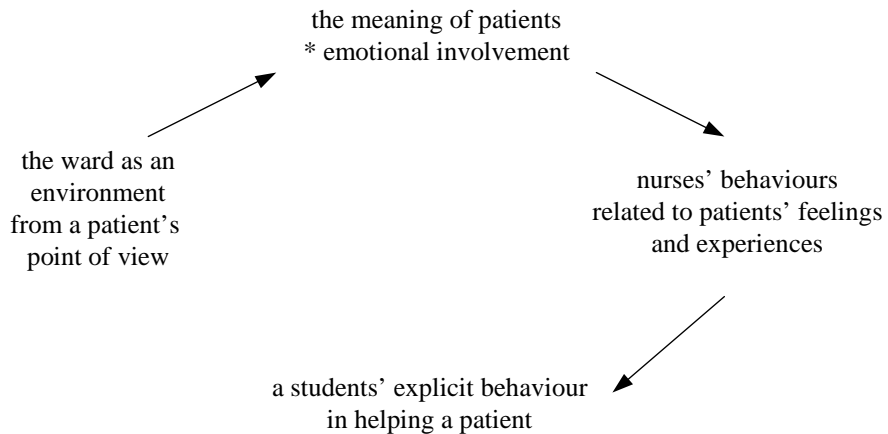 the meaning of patients
* emotional involvement
the ward as an
environment
from a patient's
point of view
nurses' behaviours
related to patients' feelings
and experiences
a students' explicit behaviour
in helping a patient